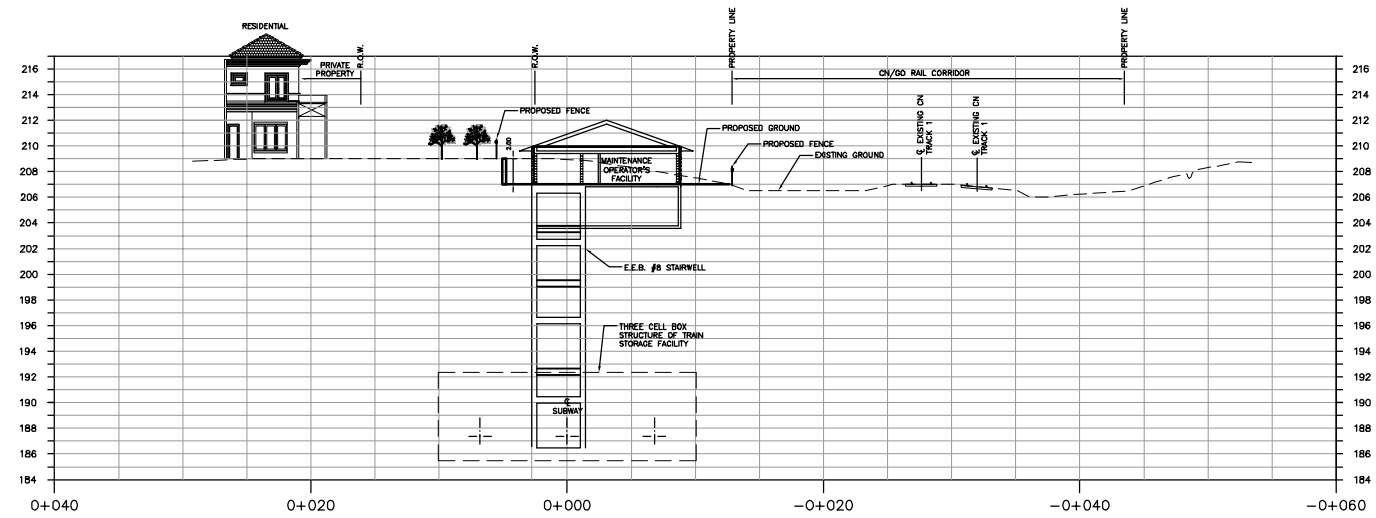 RESIDENTIAL
PRIVATE
PROPERTY
R.O.W.
R.O.W.
PROPERTY LINE
PROPERTY LINE
CN/GO RAIL CORRIDOR
PROPOSED FENCE
2.00
PROPOSED GROUND
PROPOSED FENCE
EXISTING GROUND
℄ EXISTING CN
TRACK 1
℄ EXISTING CN
TRACK 1
MAINTENANCE
OPERATOR'S
FACILITY
E.E.B. #8 STAIRWELL
THREE CELL BOX
STRUCTURE OF TRAIN
STORAGE FACILITY
℄
SUBWAY
216 216
214 214
212 212
210 210
208 208
206 206
204 204
202 202
200 200
198 198
196 196
194 194
192 192
190 190
188 188
186 186
184 184
0+040 0+020 0+000 -0+020 -0+040 -0+060